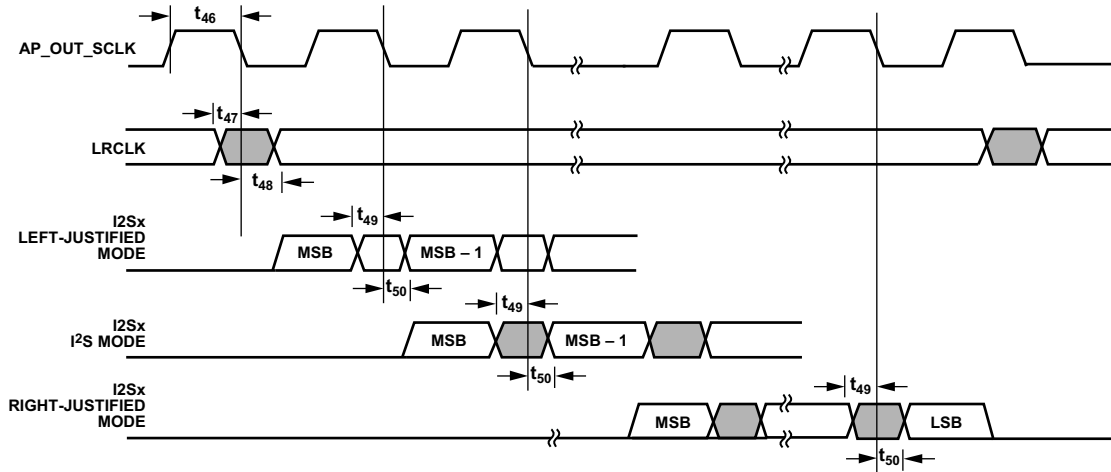 t46
AP_OUT_SCLK
t47
LRCLK
t48
I2Sx
LEFT-JUSTIFIED
MODE
t49
MSB
MSB – 1
t50
I2Sx
I²S MODE
t49
MSB
MSB – 1
t50
I2Sx
RIGHT-JUSTIFIED
MODE
t49
MSB
LSB
t50